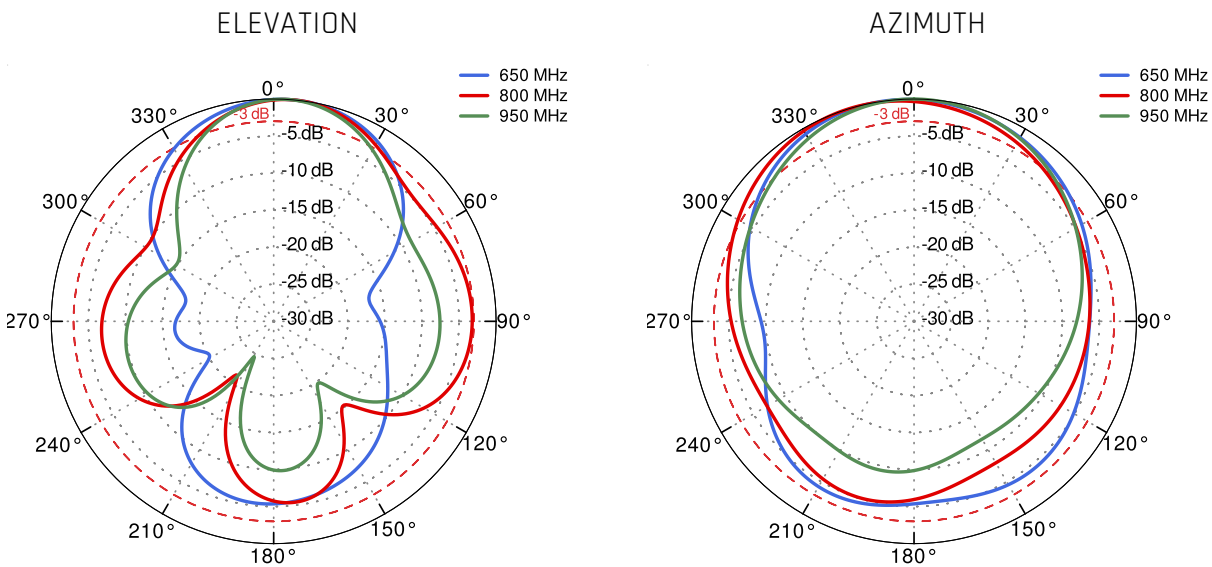 ELEVATION
650 MHz
800 MHz
950 MHz
0°
30°
60°
90°
120°
150°
180°
210°
240°
270°
300°
330°
-3 dB
-5 dB
-10 dB
-15 dB
-20 dB
-25 dB
-30 dB
AZIMUTH
650 MHz
800 MHz
950 MHz
0°
30°
60°
90°
120°
150°
180°
210°
240°
270°
300°
330°
-3 dB
-5 dB
-10 dB
-15 dB
-20 dB
-25 dB
-30 dB